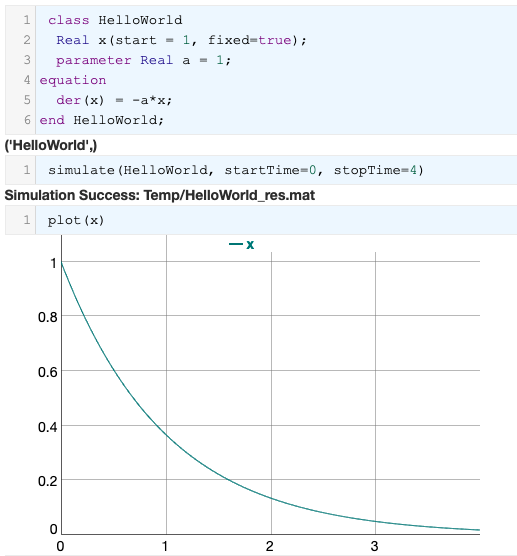 1 class HelloWorld
2 Real x(start = 1, fixed=true);
3 parameter Real a = 1;
4 equation
5 der(x) = -a*x;
6 end HelloWorld;
('HelloWorld',)
1 simulate(HelloWorld, startTime=0, stopTime=4)
Simulation Success: Temp/HelloWorld_res.mat
1 plot(x)
x
1
0.8
0.6
0.4
0.2
0
0 1 2 3